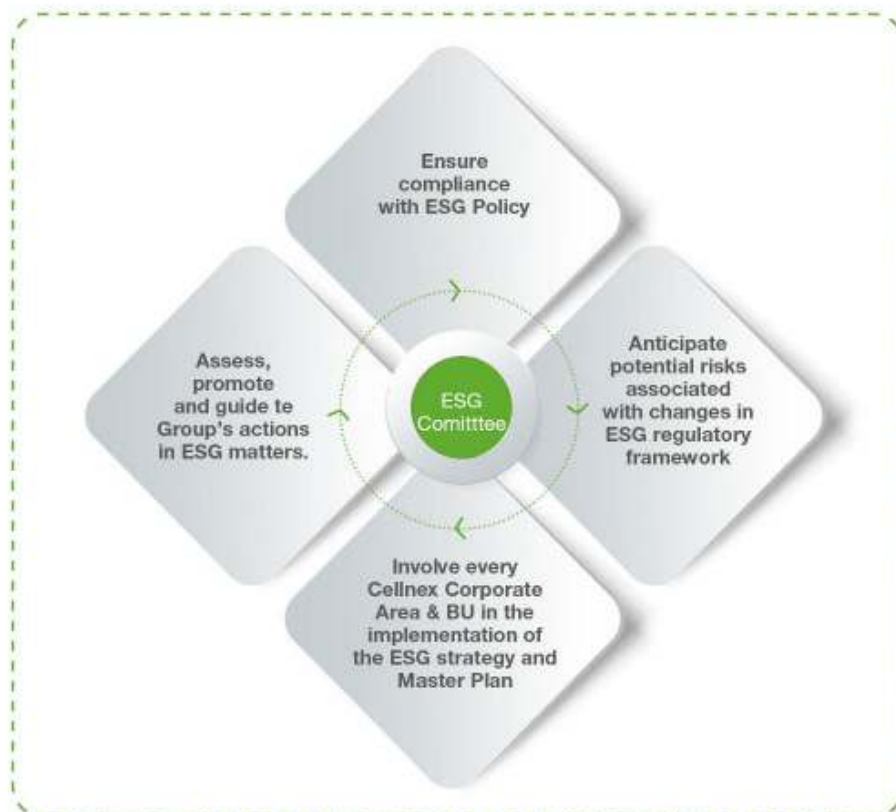 Ensure
compliance
with ESG Policy
Anticipate
potential risks
associated
with changes in
ESG regulatory
framework
Involve every
Cellnex Corporate
Area & BU in the
implementation of
the ESG strategy and
Master Plan
Assess,
promote
and guide te
Group's actions
in ESG matters.
ESG
Comitttee